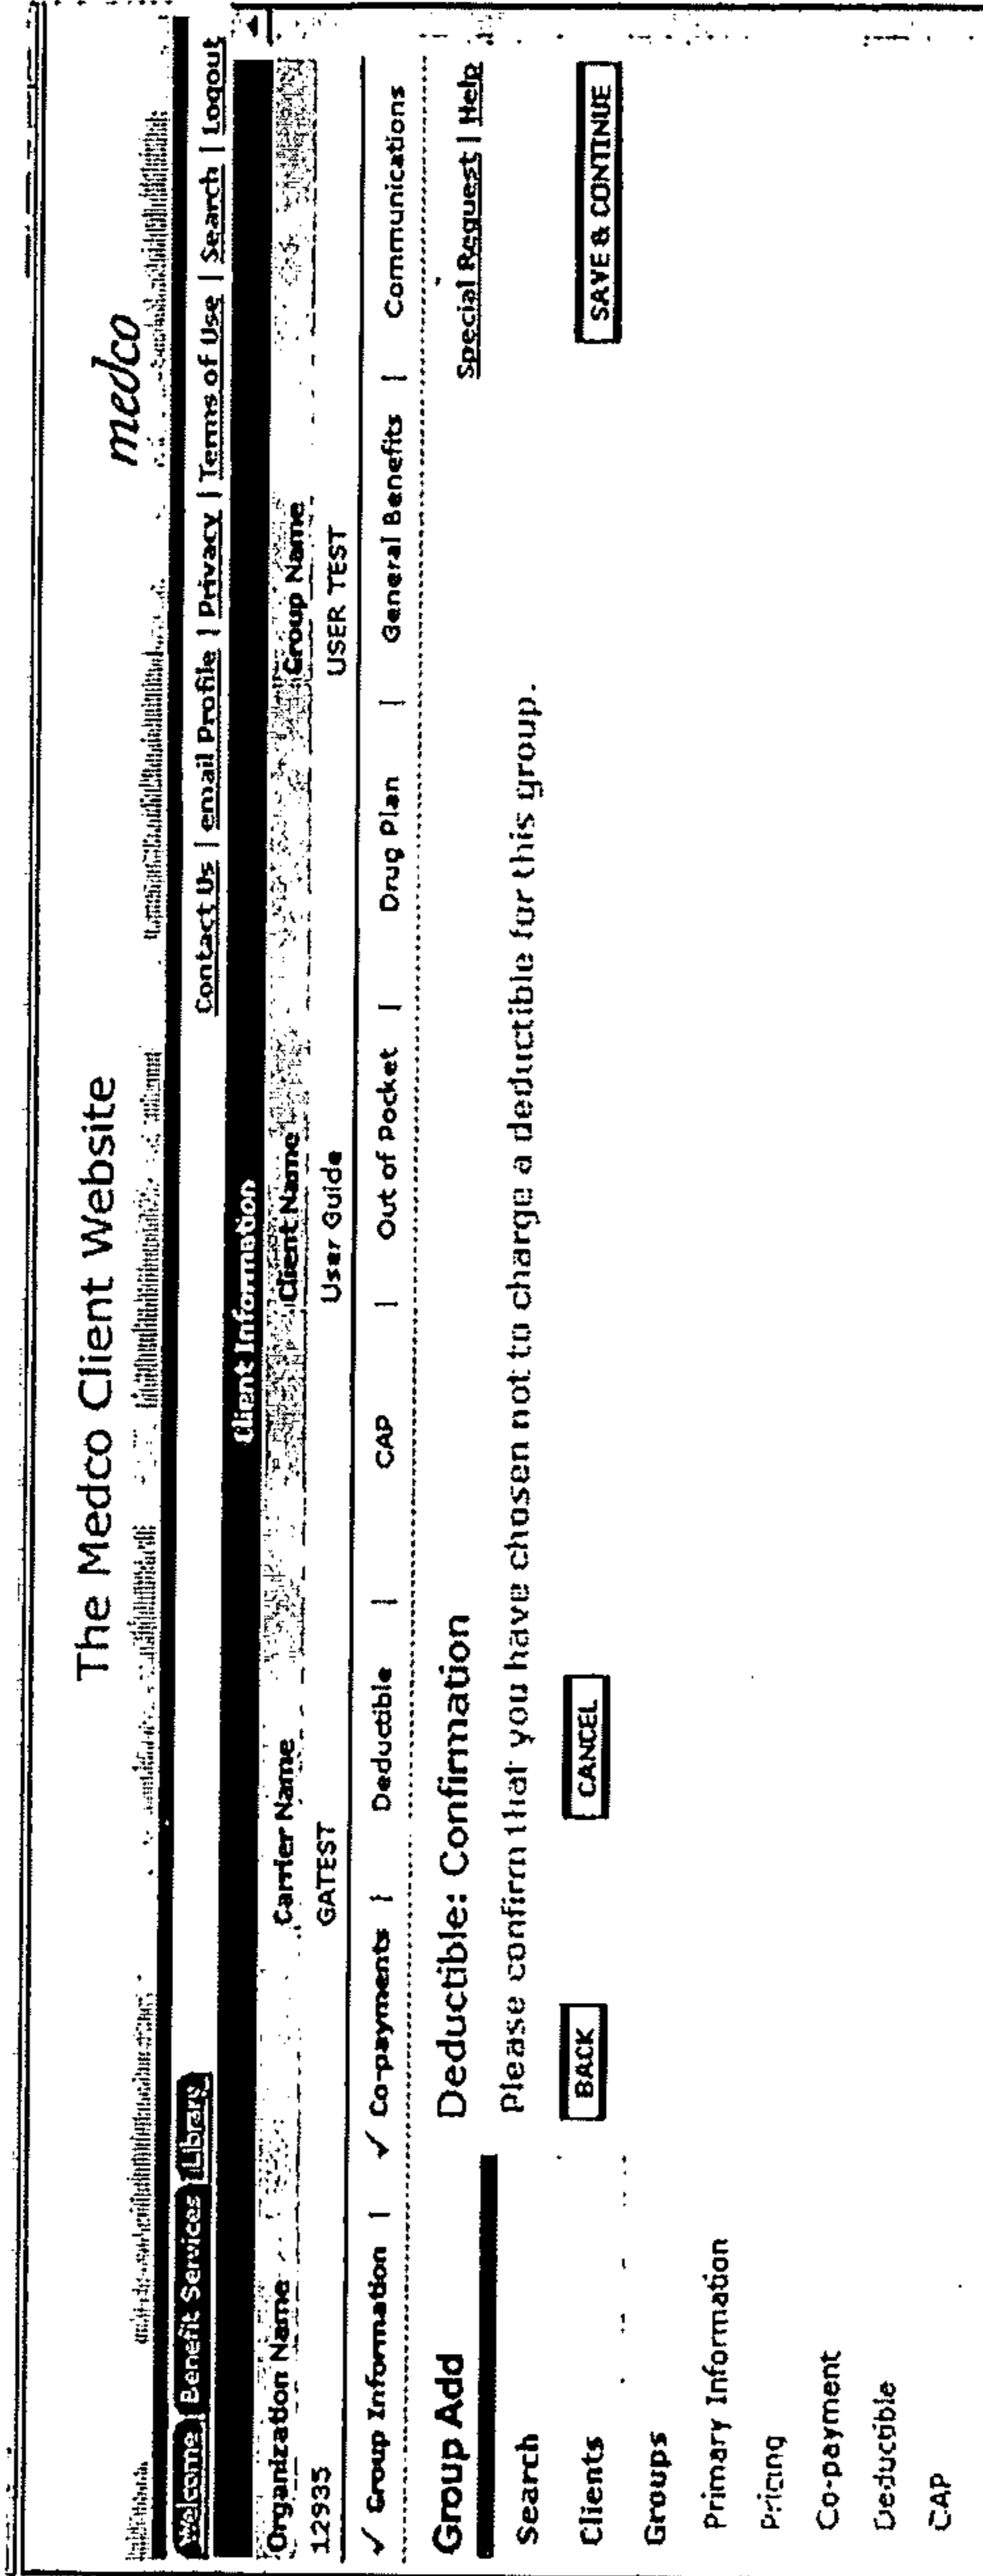 The Medco Client Website
medco
Welcome Benefit Services Library
Contact Us | email Profile | Privacy | Terms of Use | Search | Logout
Client Information
Organization Name Carrier Name Client Name Group Name
12935 GATEST User Guide USER TEST
✓ Group Information | ✓ Co-payments | Deductible | CAP | Out of Pocket | Drug Plan | General Benefits | Communications
Group Add
Deductible: Confirmation
Special Request | Help
Please confirm that you have chosen not to charge a deductible for this group.
BACK CANCEL SAVE & CONTINUE
Search
Clients
Groups
Primary Information
Pricing
Co-payment
Deductible
CAP